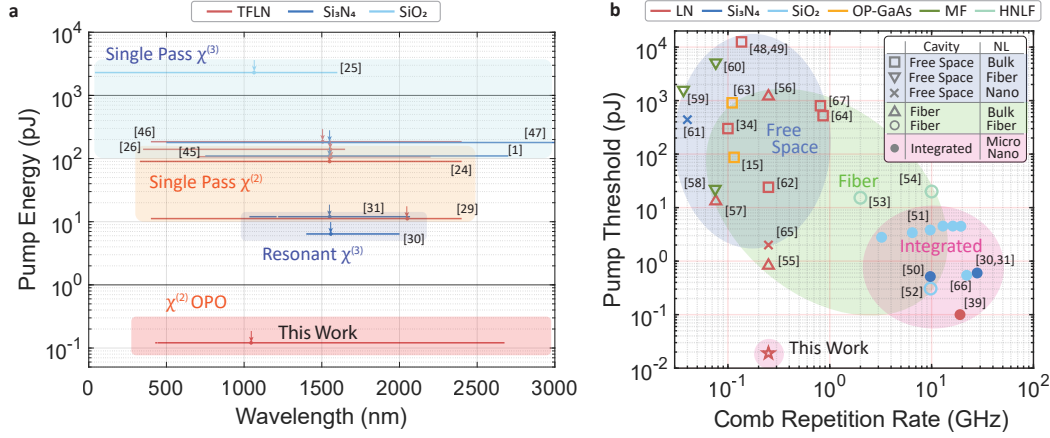 a
TFLN Si₃N₄ SiO₂
Pump Energy (pJ)
10⁴
10³
10²
10¹
10⁰
10⁻¹
Single Pass χ⁽³⁾
[25]
[46]
[47]
[26]
[45]
[1]
[24]
Single Pass χ⁽²⁾
[31]
[29]
[30]
Resonant χ⁽³⁾
χ⁽²⁾ OPO
This Work
0 500 1000 1500 2000 2500 3000
Wavelength (nm)
b
LN Si₃N₄ SiO₂ OP-GaAs MF HNLF
Pump Threshold (pJ)
10⁴
10³
10²
10¹
10⁰
10⁻¹
10⁻²
Cavity NL
Free Space Bulk
Free Space Fiber
Free Space Nano
Fiber Bulk
Fiber Fiber
Integrated Micro
Nano
[48,49]
[60]
[59]
[63]
[56]
[67]
[64]
[61]
[34]
Free
Space
[15]
[58]
[62]
Fiber
[54]
[53]
[57]
[51]
[65]
Integrated
[55]
[50]
[30,31]
[52]
[66]
[39]
This Work
10⁻¹ 10⁰ 10¹ 10²
Comb Repetition Rate (GHz)